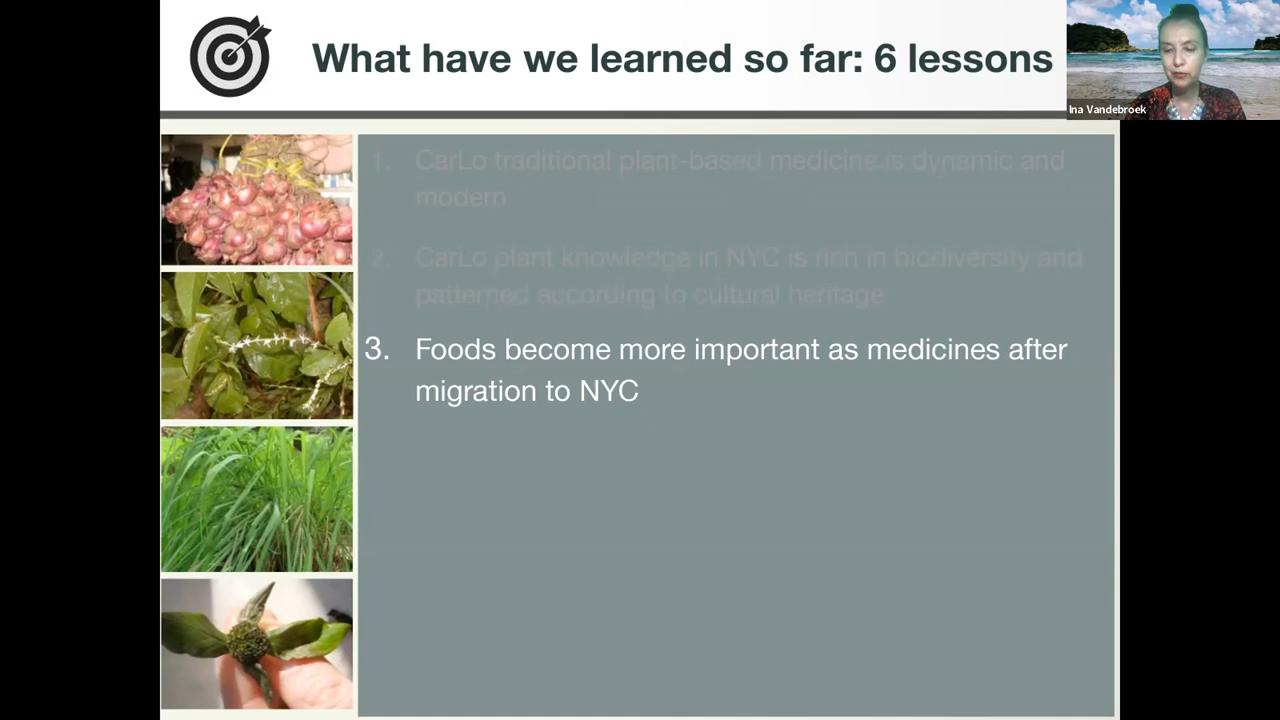 What have we learned so far: 6 lessons
Ina Vandebroek
1. CarLo traditional plant-based medicine is dynamic and
modern
2. CarLo plant knowledge in NYC is rich in biodiversity and
patterned according to cultural heritage
3. Foods become more important as medicines after
migration to NYC